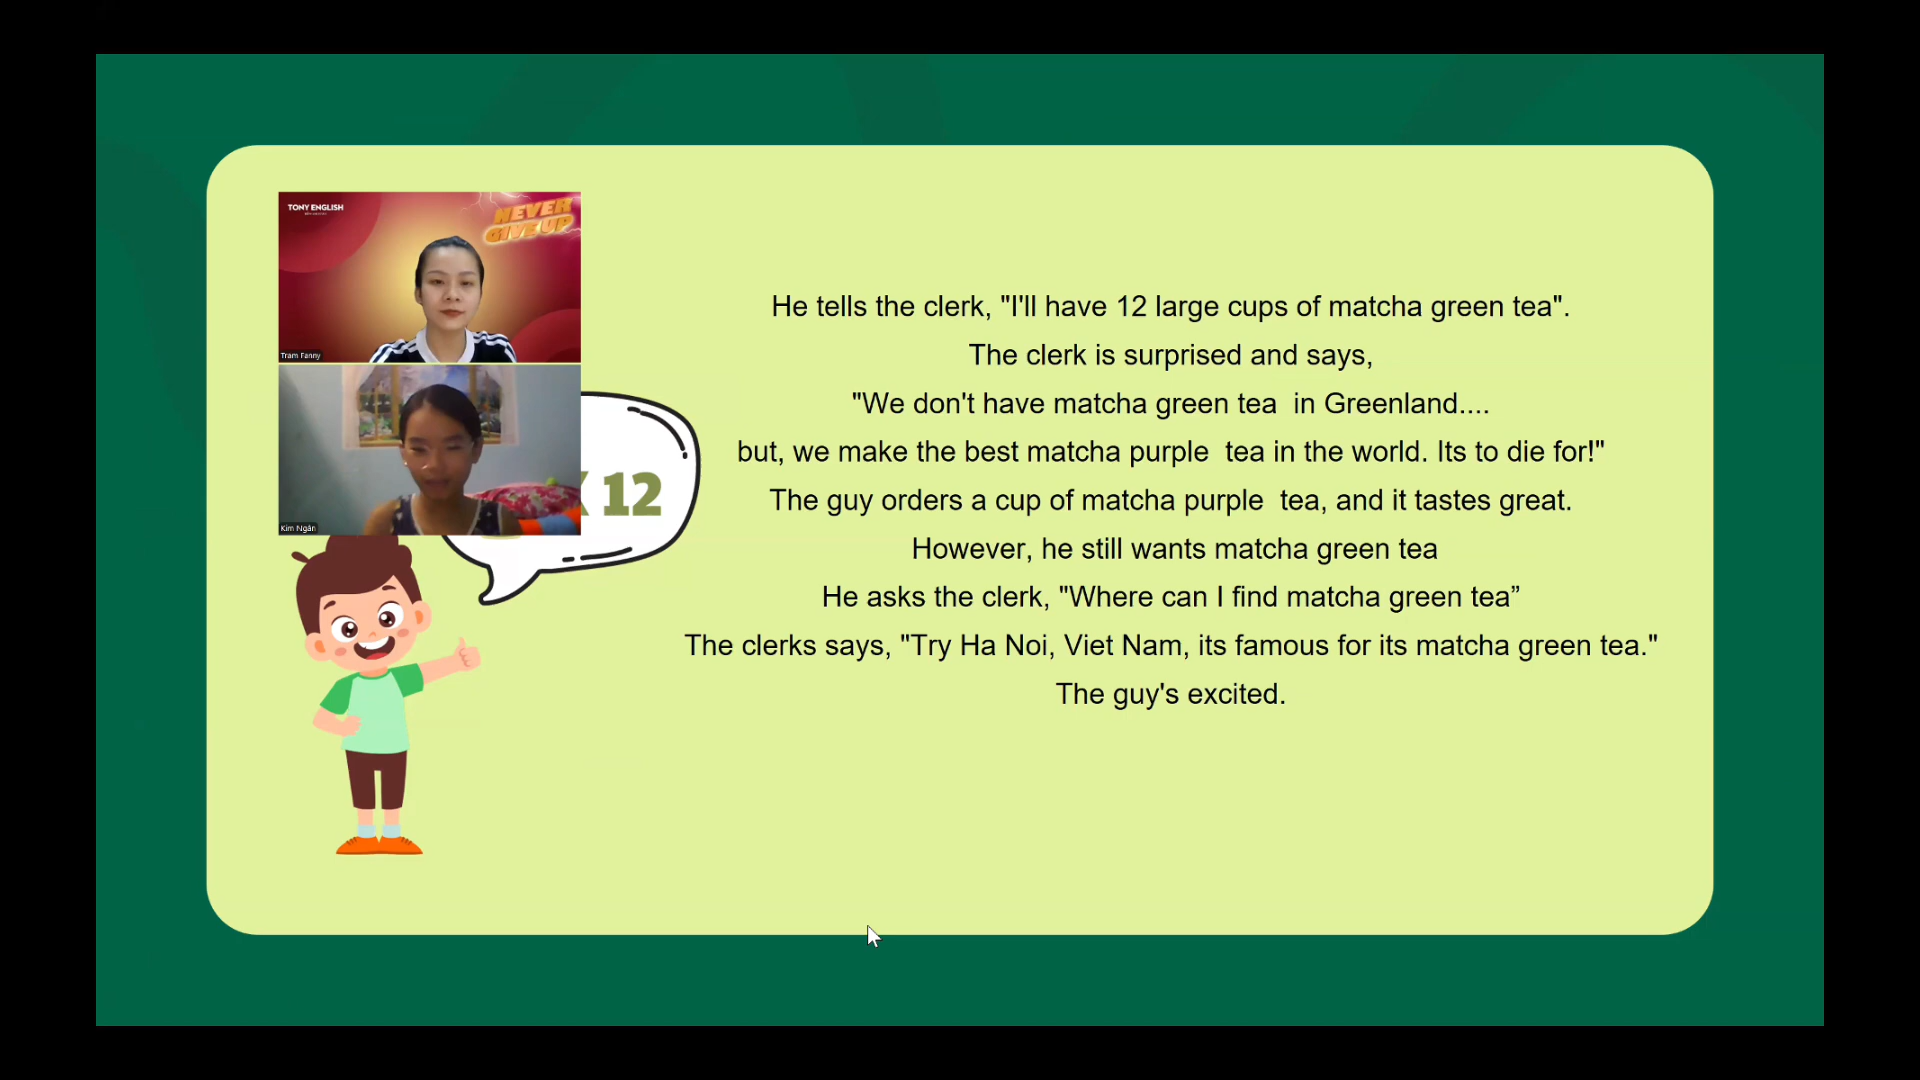 TONY ENGLISH
NEVER
GIVE UP
Tram Fanny
Kim Ngân
12
He tells the clerk, "I'll have 12 large cups of matcha green tea".
The clerk is surprised and says,
"We don't have matcha green tea  in Greenland....
but, we make the best matcha purple  tea in the world. Its to die for!"
The guy orders a cup of matcha purple  tea, and it tastes great.
However, he still wants matcha green tea
He asks the clerk, "Where can I find matcha green tea”
The clerks says, "Try Ha Noi, Viet Nam, its famous for its matcha green tea."
The guy's excited.